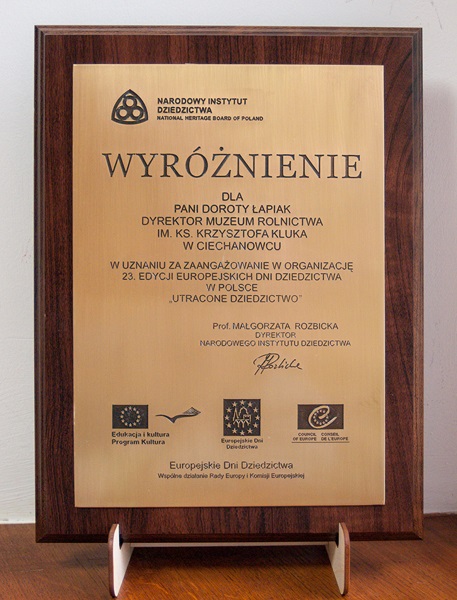 NARODOWY INSTYTUT
DZIEDZICTWA
NATIONAL HERITAGE BOARD OF POLAND
WYRÓŻNIENIE
DLA
PANI DOROTY ŁAPIAK
DYREKTOR MUZEUM ROLNICTWA
IM. KS. KRZYSZTOFA KLUKA
W CIECHANOWCU
W UZNANIU ZA ZAANGAŻOWANIE W ORGANIZACJĘ
23. EDYCJI EUROPEJSKICH DNI DZIEDZICTWA
W POLSCE
„UTRACONE DZIEDZICTWO”
Prof. MAŁGORZATA ROZBICKA
DYREKTOR
NARODOWEGO INSTYTUTU DZIEDZICTWA
Edukacja i kultura
Program Kultura
Europejskie Dni
Dziedzictwa
COUNCIL OF EUROPE
CONSEIL DE L'EUROPE
Europejskie Dni Dziedzictwa
Wspólne działanie Rady Europy i Komisji Europejskiej